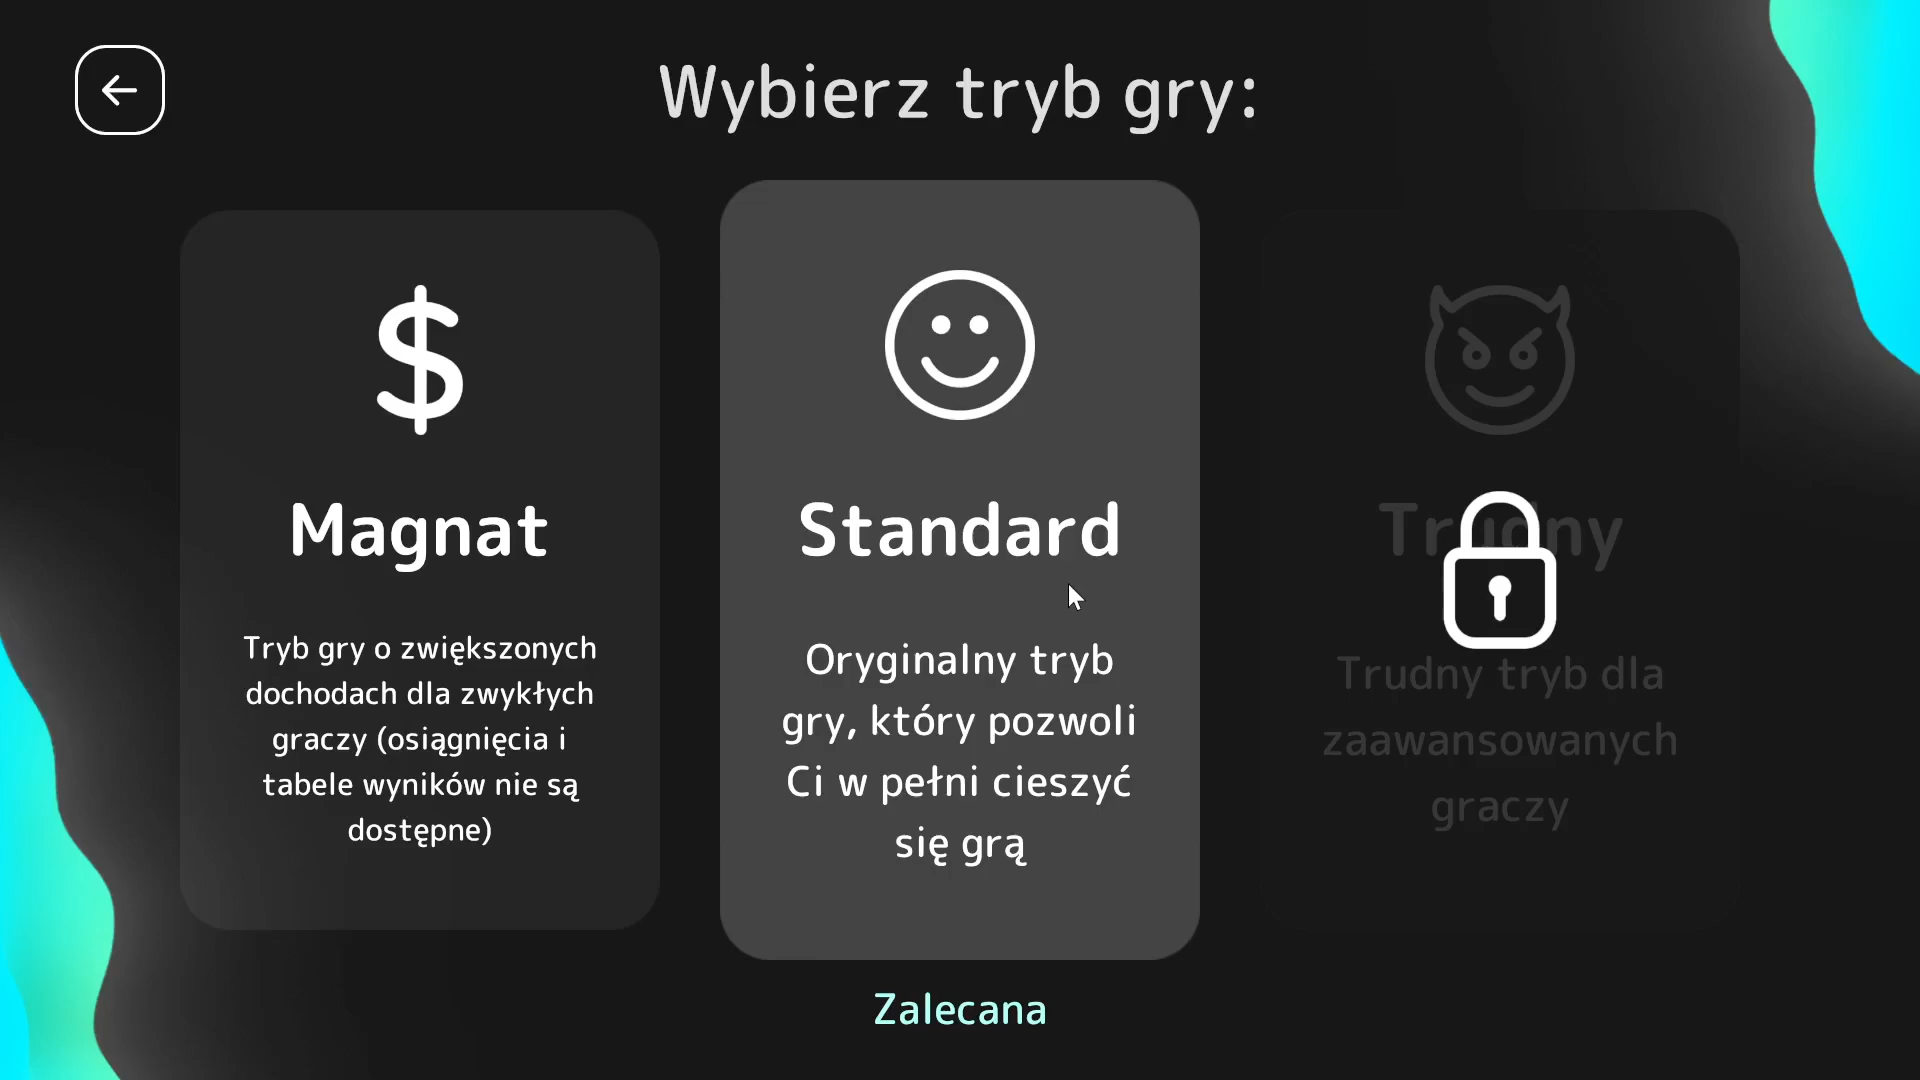 Wybierz tryb gry:
$
Magnat
Tryb gry o zwiększonych
dochodach dla zwykłych
graczy (osiągnięcia i
tabele wyników nie są
dostępne)
Standard
Oryginalny tryb
gry, który pozwoli
Ci w pełni cieszyć
się grą
Zalecana
Trudny
Trudny tryb dla
zaawansowanych
graczy